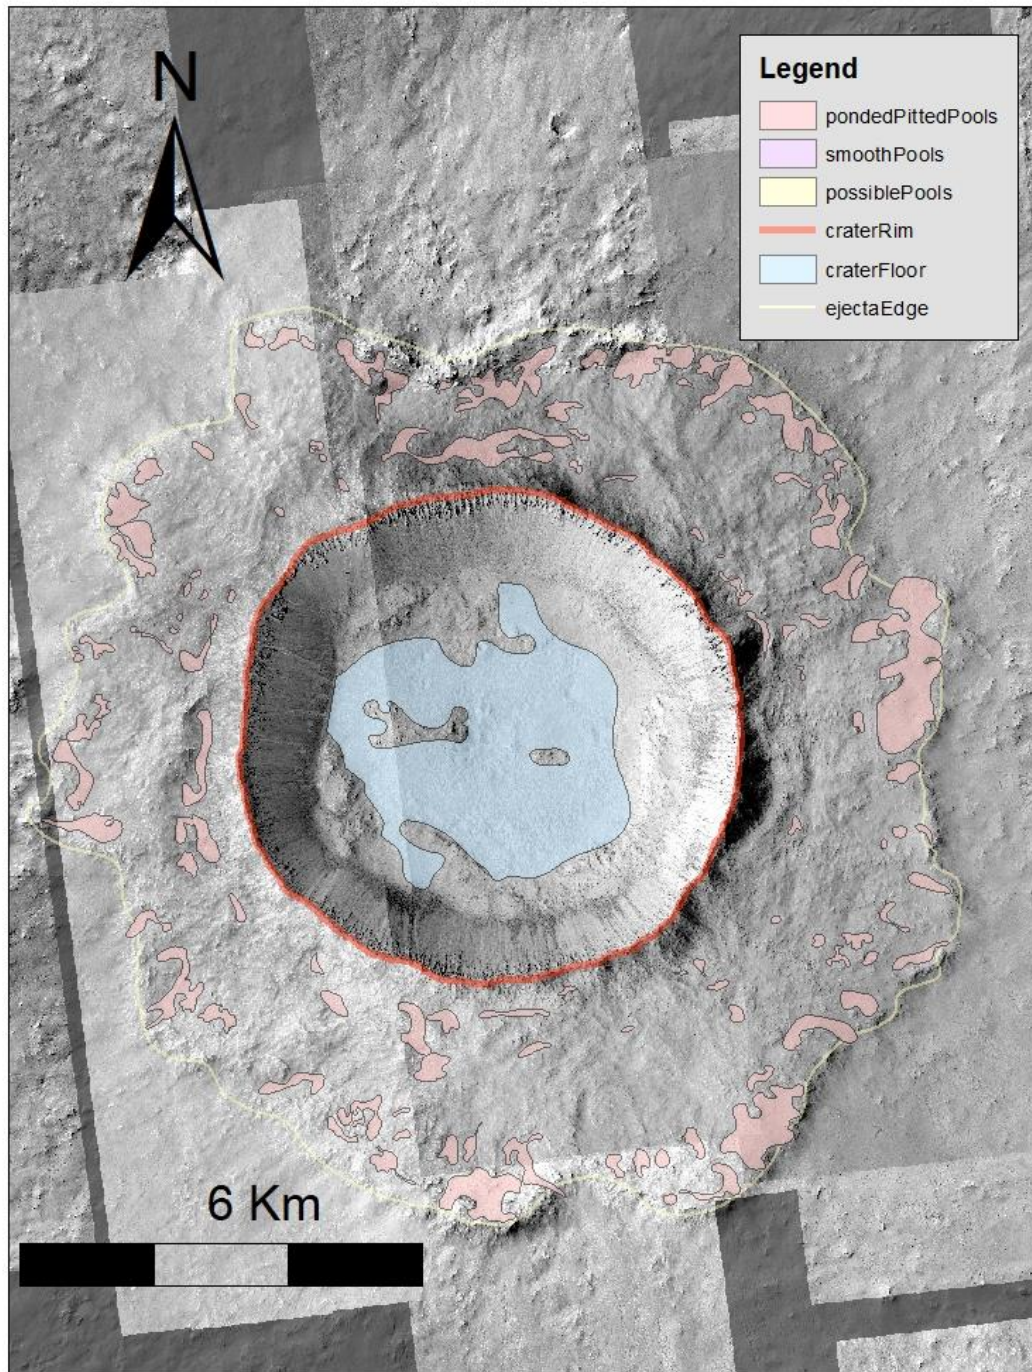 N
Legend
pondedPittedPools
smoothPools
possiblePools
craterRim
craterFloor
ejectaEdge
6 Km